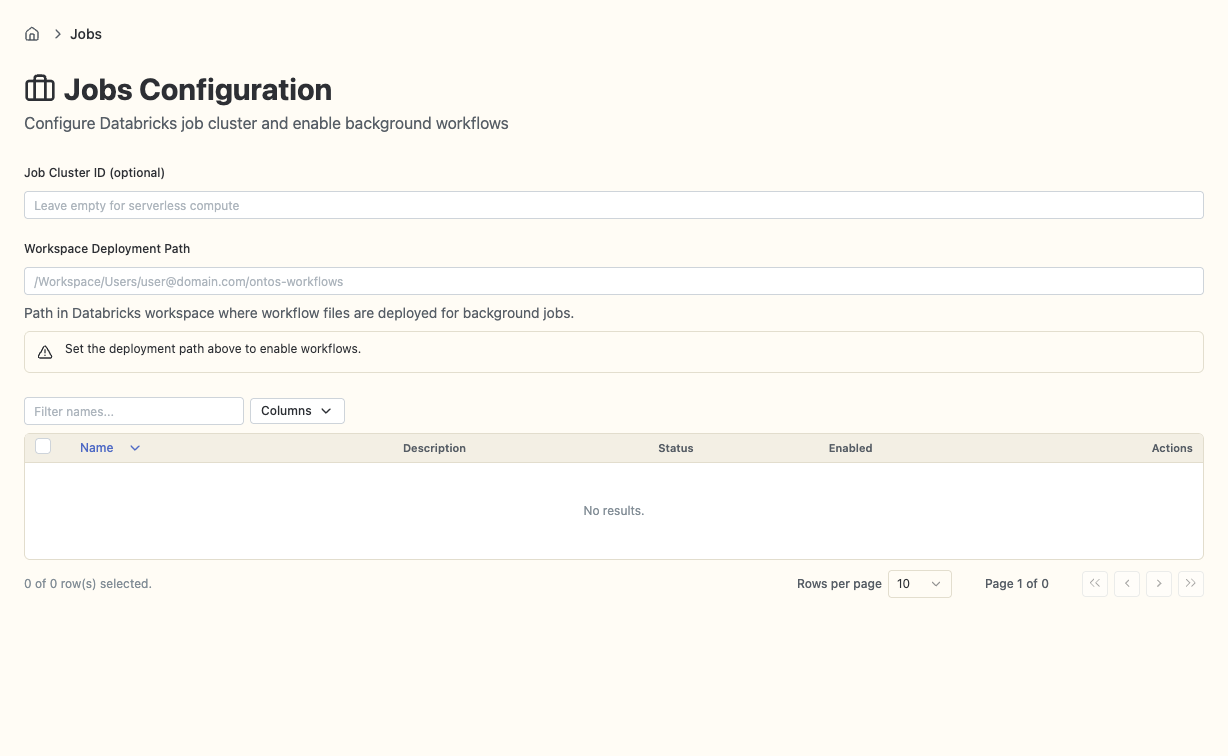 Jobs
Jobs Configuration
Configure Databricks job cluster and enable background workflows
Job Cluster ID (optional)
Leave empty for serverless compute
Workspace Deployment Path
/Workspace/Users/user@domain.com/ontos-workflows
Path in Databricks workspace where workflow files are deployed for background jobs.
Set the deployment path above to enable workflows.
Filter names... Columns
Name Description Status Enabled Actions
No results.
0 of 0 row(s) selected. Rows per page 10 Page 1 of 0